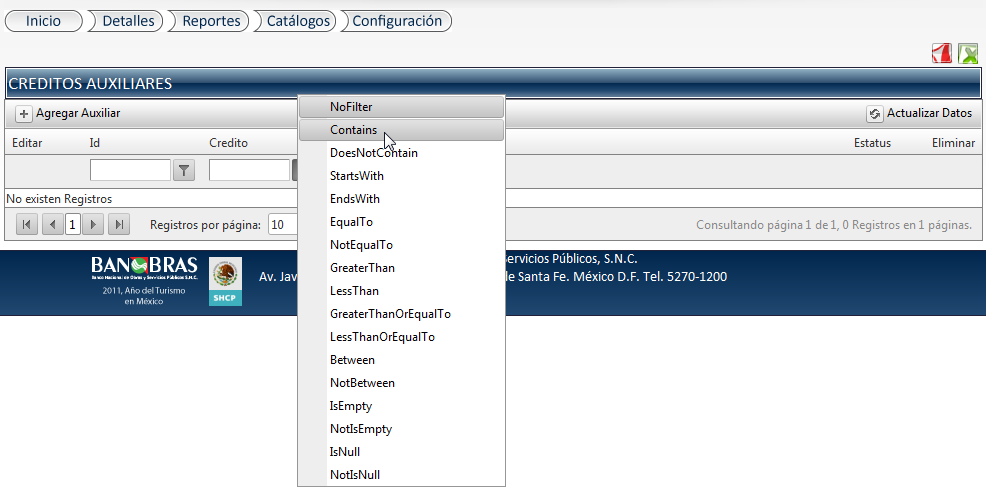 Inicio
Detalles
Reportes
Catálogos
Configuración
CREDITOS AUXILIARES
Agregar Auxiliar
Actualizar Datos
Editar Id Credito Estatus Eliminar
No existen Registros
1 Registros por página: 10
Consultando página 1 de 1, 0 Registros en 1 páginas.
NoFilter
Contains
DoesNotContain
StartsWith
EndsWith
EqualTo
NotEqualTo
GreaterThan
LessThan
GreaterThanOrEqualTo
LessThanOrEqualTo
Between
NotBetween
IsEmpty
NotIsEmpty
IsNull
NotIsNull
BANOBRAS
Banco Nacional de Obras y Servicios Públicos S.N.C.
2011, Año del Turismo
en México
SHCP
Servicios Públicos, S.N.C.
Av. Jav
de Santa Fe. México D.F. Tel. 5270-1200